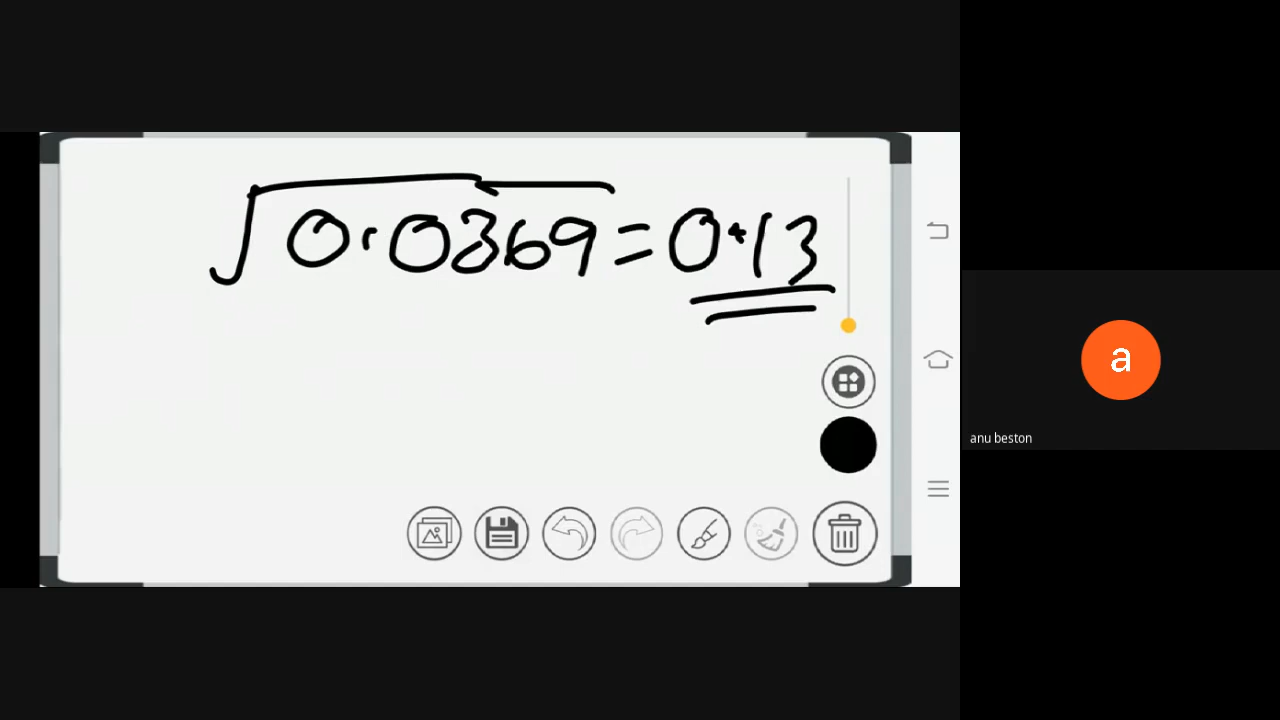 √0.0369 = 0.13
a
anu beston